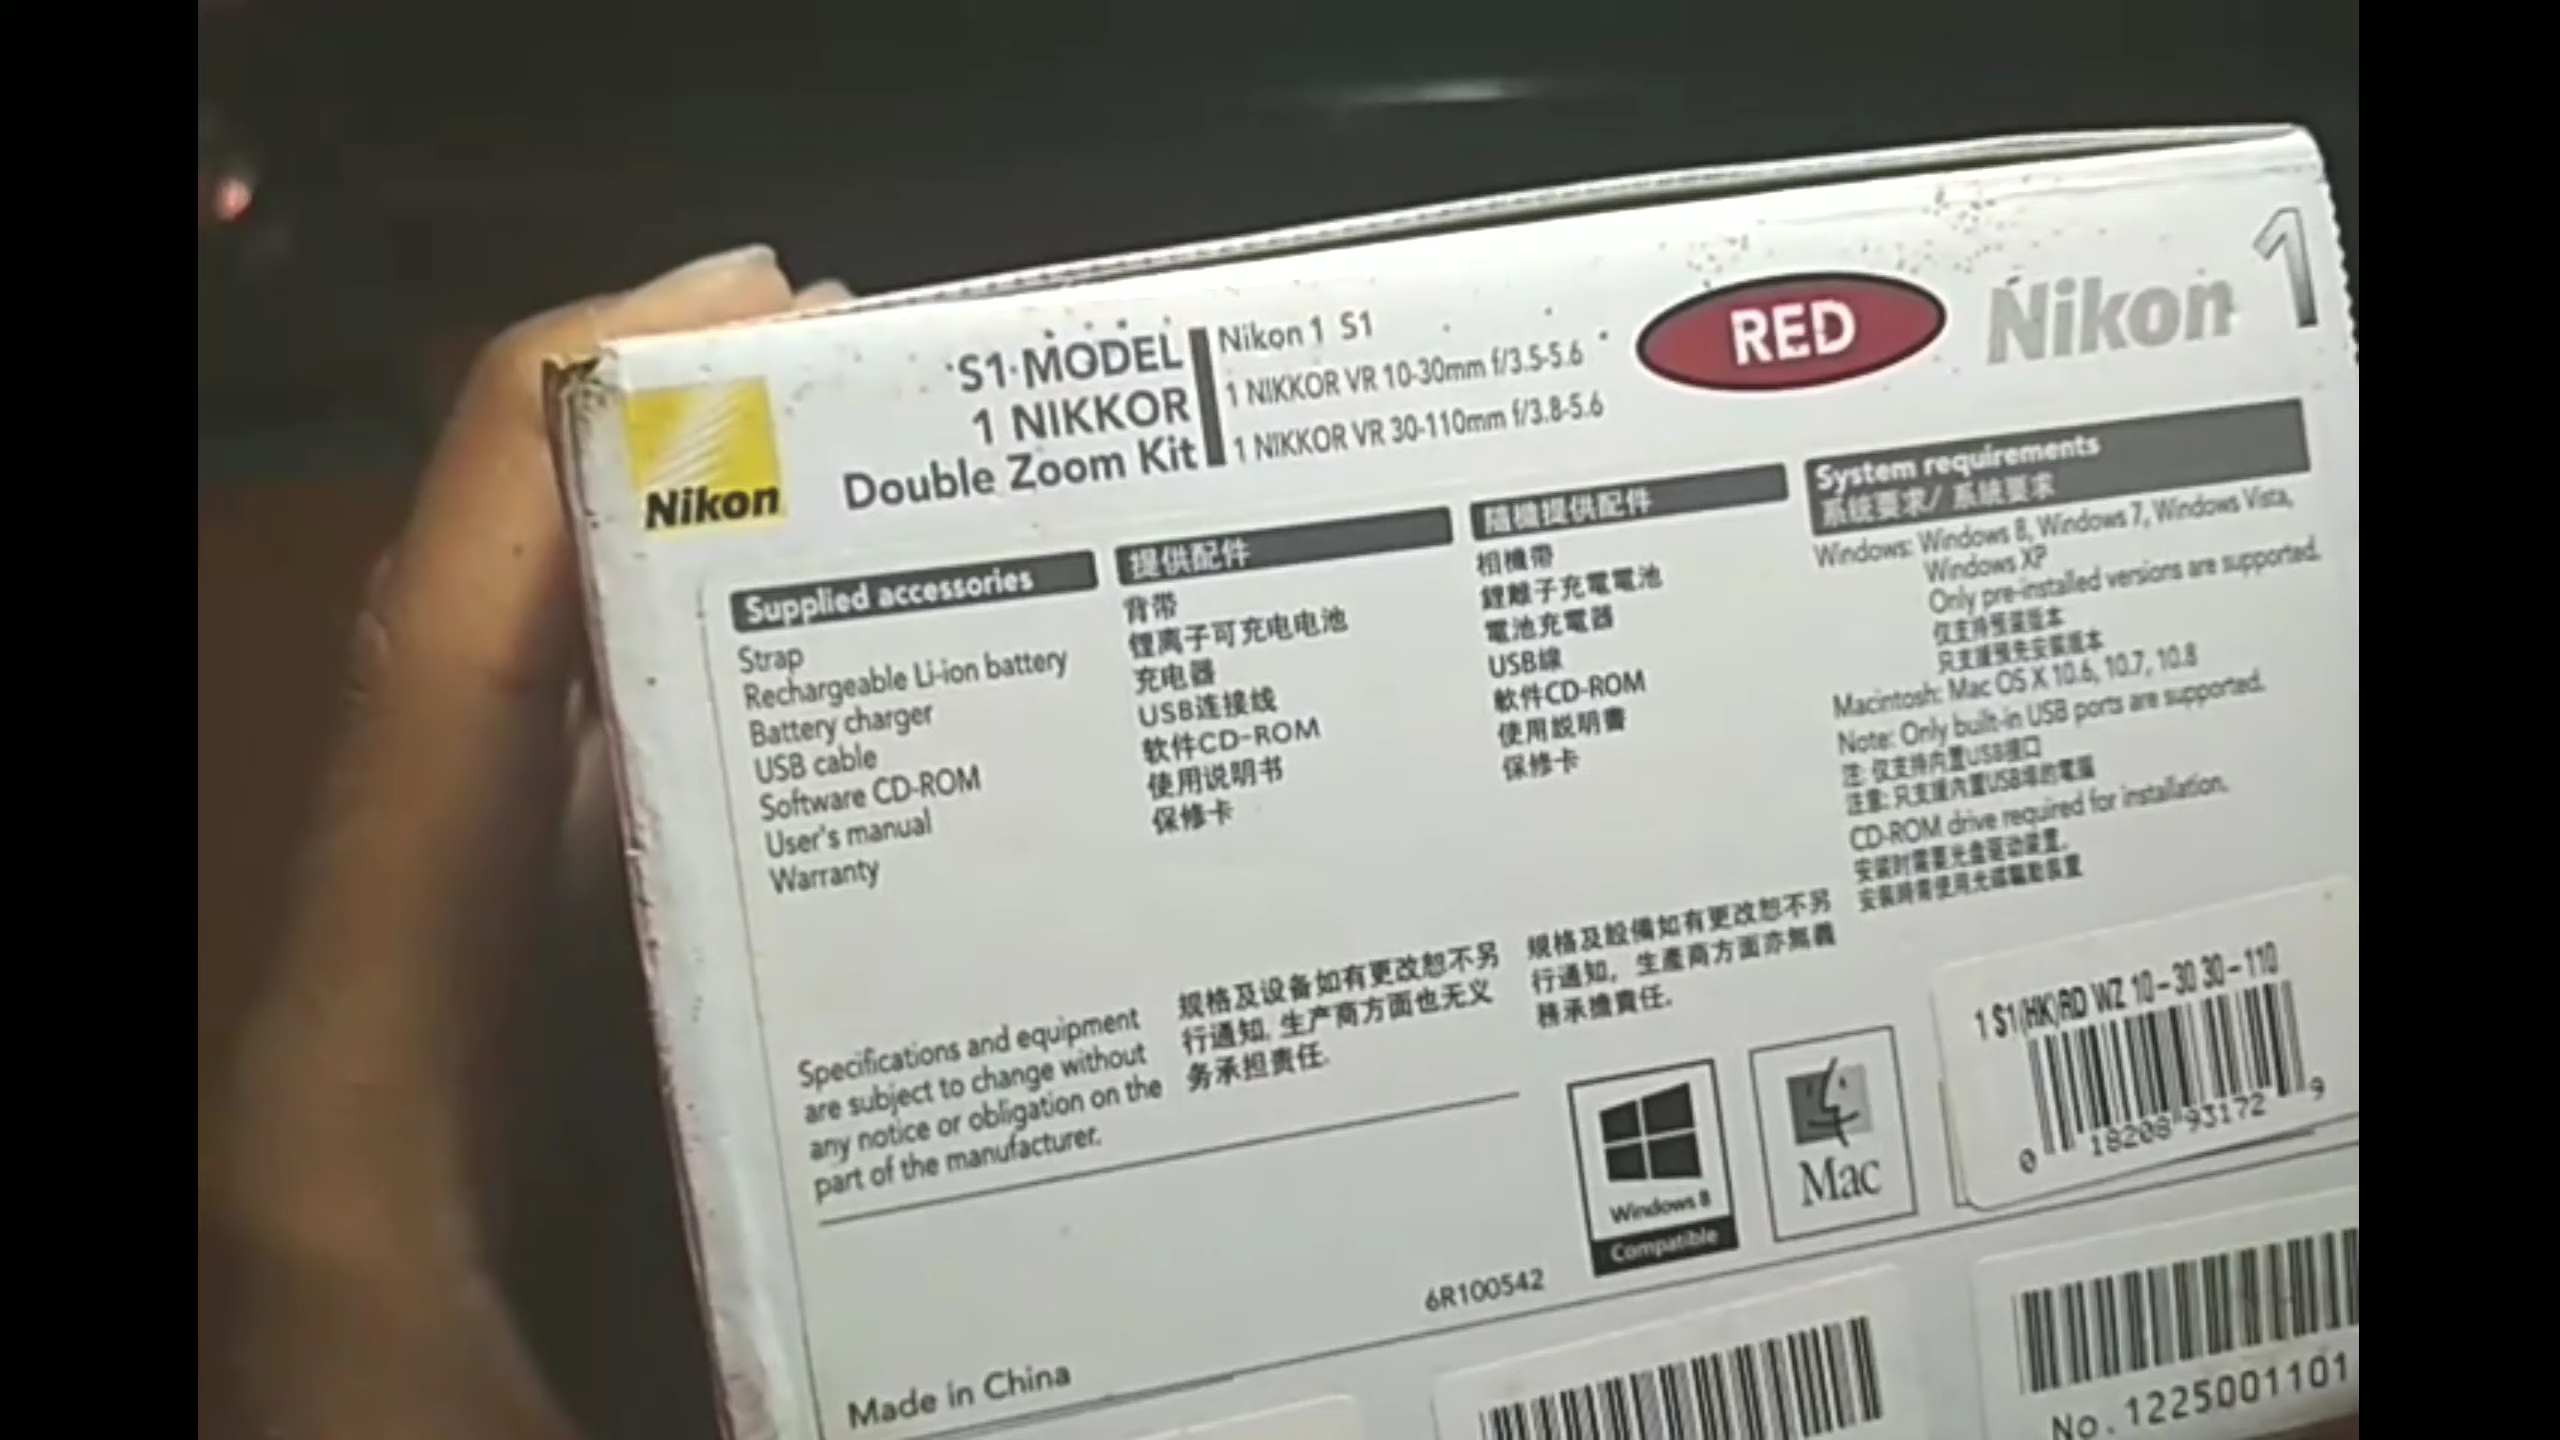 S1 MODEL
1 NIKKOR
Double Zoom Kit
Nikon 1 S1
1 NIKKOR VR 10-30mm f/3.5-5.6
1 NIKKOR VR 30-110mm f/3.8-5.6
RED
Nikon 1
Nikon
Supplied accessories
Strap
Rechargeable Li-ion battery
Battery charger
USB cable
Software CD-ROM
User's manual
Warranty
提供配件
背带
锂离子可充电电池
充电器
USB连接线
软件CD-ROM
使用说明书
保修卡
隨機提供配件
相機帶
鋰離子充電電池
電池充電器
USB線
軟件CD-ROM
使用說明書
保修卡
System requirements
系统要求/ 系統要求
Windows: Windows 8, Windows 7, Windows Vista,
Windows XP
Only pre-installed versions are supported.
仅支持预装版本
只支援預先安裝版本
Macintosh: Mac OS X 10.6, 10.7, 10.8
Note: Only built-in USB ports are supported.
注: 仅支持内置USB接口
注意: 只支援內置USB埠的電腦
CD-ROM drive required for installation.
安装时需要光盘驱动装置.
安裝時需使用光碟驅動裝置
Specifications and equipment
are subject to change without
any notice or obligation on the
part of the manufacturer.
规格及设备如有更改恕不另
行通知, 生产商方面也无义
务承担责任.
規格及設備如有更改恕不另
行通知, 生產商方面亦無義
務承擔責任.
Windows 8
Compatible
Mac
1 S1(HK)RD WZ 10-30 30-110
0 18208 93172 9
6R100542
Made in China
No.1225001101